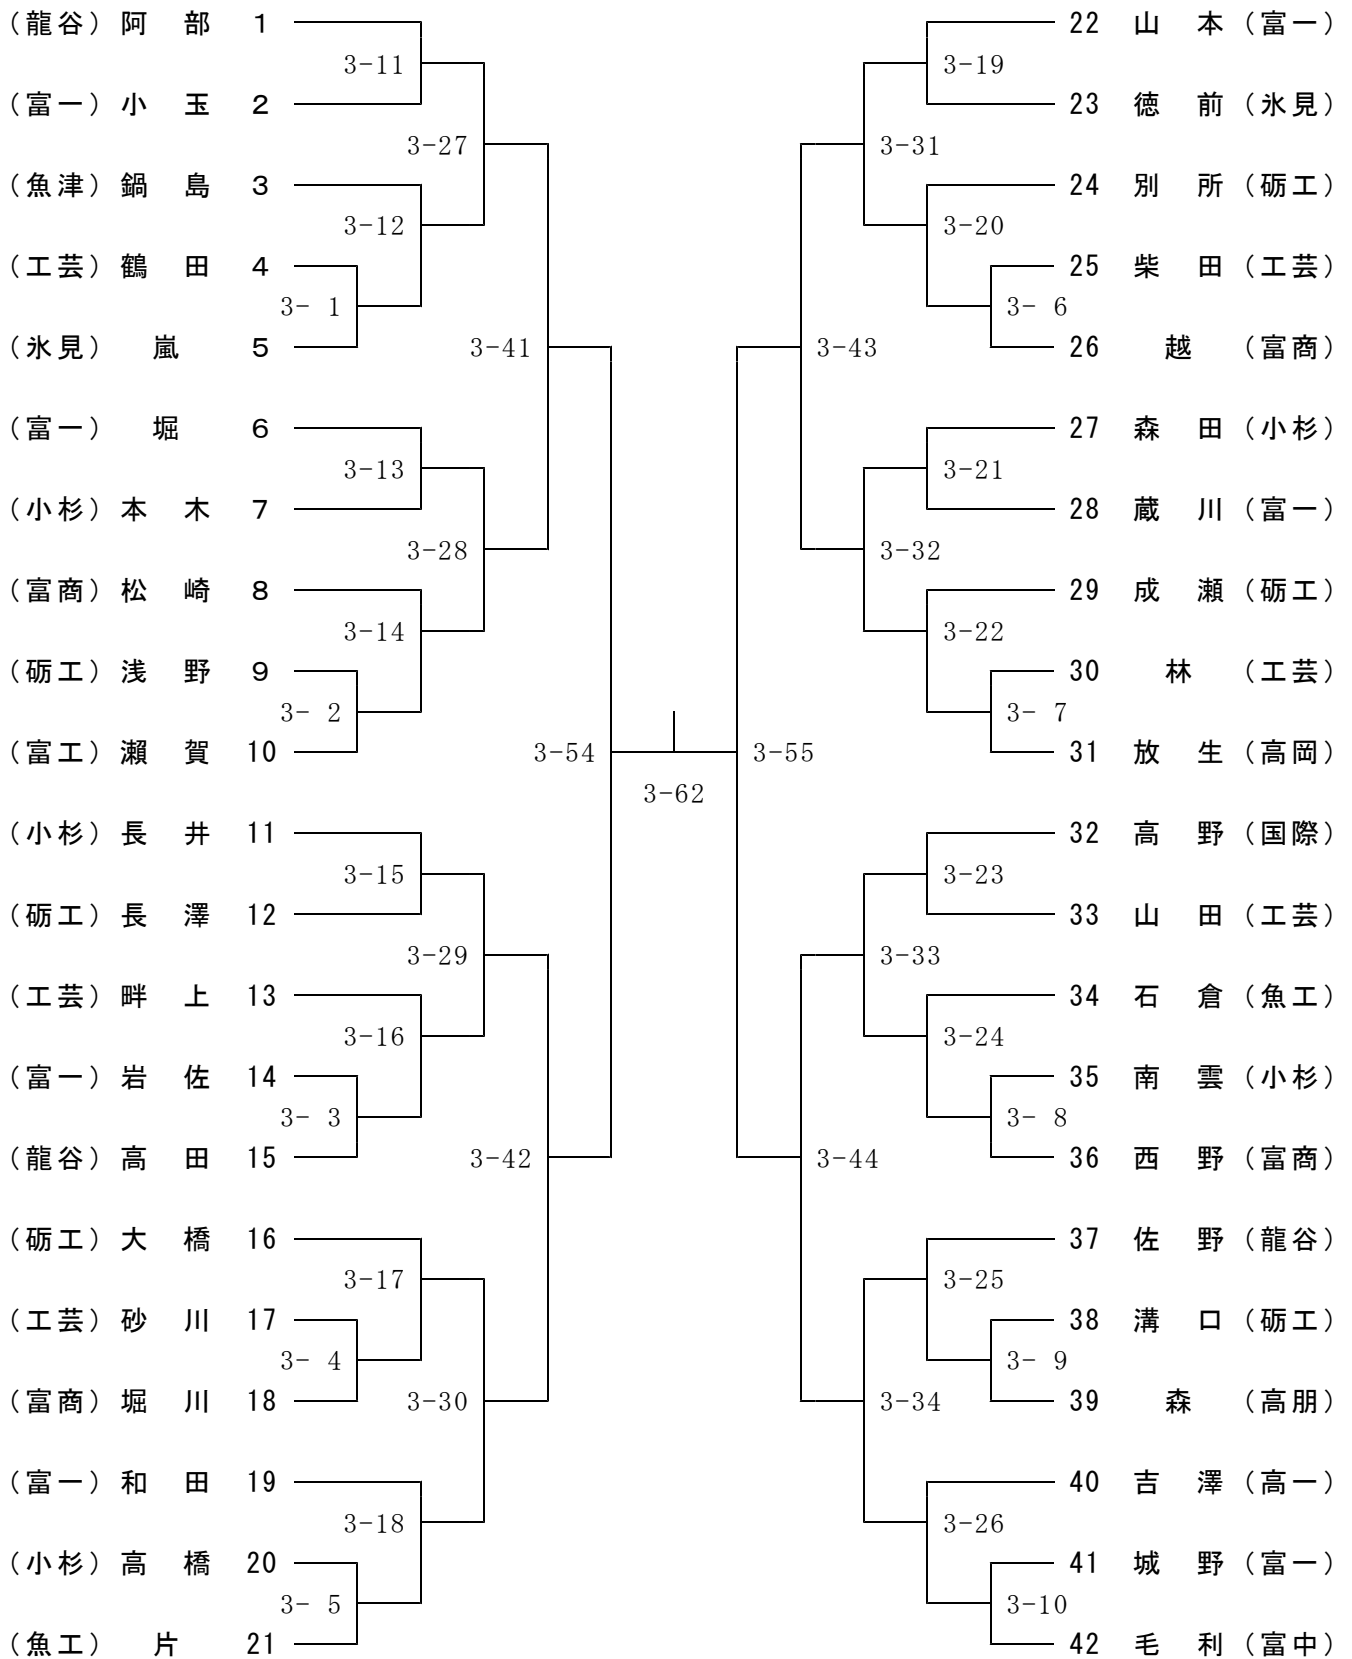 (龍谷) 阿部 1
3-11
(富一) 小玉 2
3-27
(魚津) 鍋島 3
3-12
(工芸) 鶴田 4
3- 1
(氷見) 嵐 5
3-41
(富一) 堀 6
3-13
(小杉) 本木 7
3-28
(富商) 松崎 8
3-14
(砺工) 浅野 9
3- 2
(富工) 瀬賀 10
3-54
(小杉) 長井 11
3-15
(砺工) 長澤 12
3-29
(工芸) 畔上 13
3-16
(富一) 岩佐 14
3- 3
(龍谷) 高田 15
3-42
(砺工) 大橋 16
3-17
(工芸) 砂川 17
3- 4
(富商) 堀川 18
3-30
(富一) 和田 19
3-18
(小杉) 高橋 20
3- 5
(魚工) 片 21
3-62
22 山本 (富一)
3-19
23 徳前 (氷見)
3-31
24 別所 (砺工)
3-20
25 柴田 (工芸)
3- 6
26 越 (富商)
3-43
27 森田 (小杉)
3-21
28 蔵川 (富一)
3-32
29 成瀬 (砺工)
3-22
30 林 (工芸)
3- 7
31 放生 (高岡)
3-55
32 高野 (国際)
3-23
33 山田 (工芸)
3-33
34 石倉 (魚工)
3-24
35 南雲 (小杉)
3- 8
36 西野 (富商)
3-44
37 佐野 (龍谷)
3-25
38 溝口 (砺工)
3- 9
39 森 (高朋)
3-34
40 吉澤 (高一)
3-26
41 城野 (富一)
3-10
42 毛利 (富中)